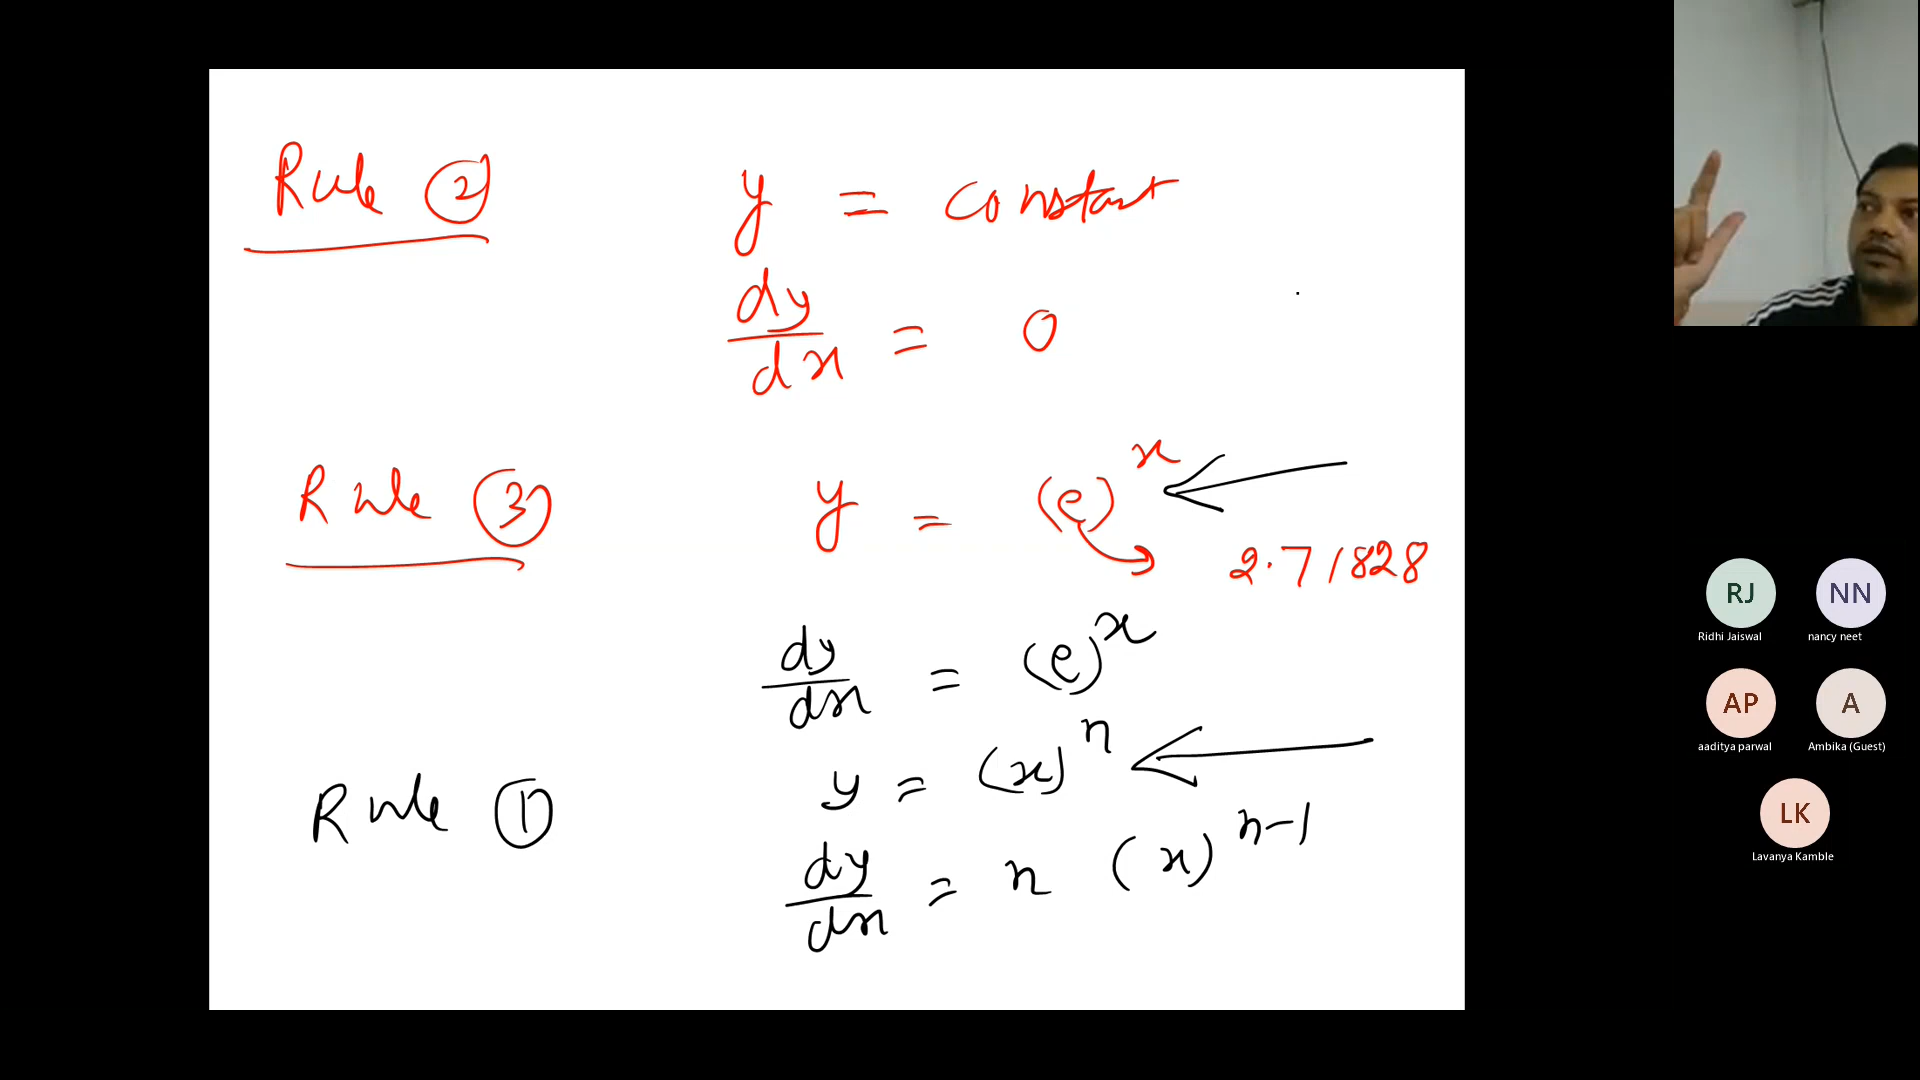 Rule ②
y = constant
dy/dx = 0
Rule ③
y = (e)^x
2.71828
dy/dx = (e)^x
Rule ①
y = (x)^n
dy/dx = n (x)^n-1
RJ
Ridhi Jaiswal
NN
nancy neet
AP
aaditya parwal
A
Ambika (Guest)
LK
Lavanya Kamble